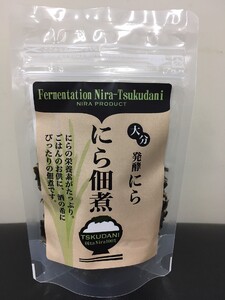 Fermentation Nira-Tsukudani
NIRA PRODUCT
大分
発酵にら
にら佃煮
にらの栄養素がたっぷり。
ごはんのお供に、酒の肴に
ぴったりの佃煮です。
TSUKUDANI